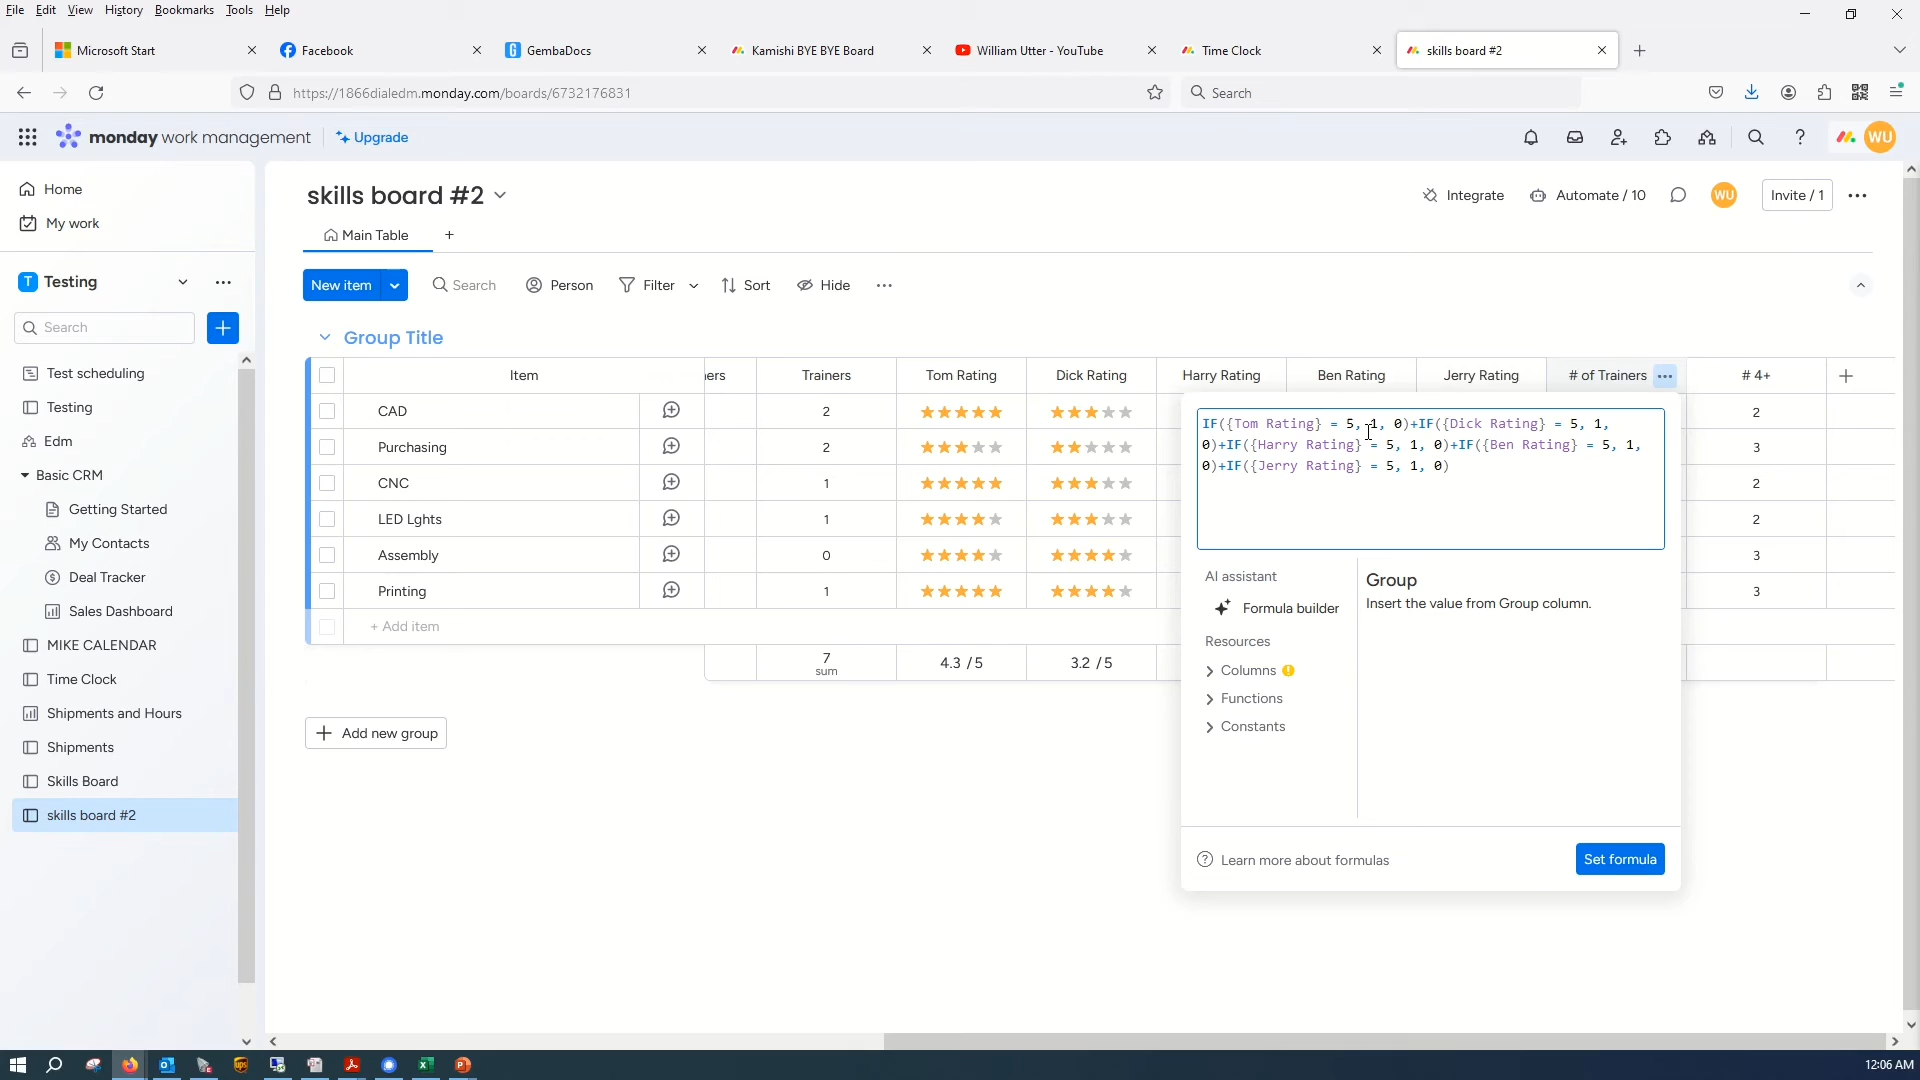 File Edit View History Bookmarks Tools Help
Microsoft Start
Facebook
GembaDocs
Kamishi BYE BYE Board
William Utter - YouTube
Time Clock
skills board #2
https://1866dialedm.monday.com/boards/6732176831
Search
monday work management
Upgrade
WU
Home
My work
T Testing
Search
Test scheduling
Testing
Edm
Basic CRM
Getting Started
My Contacts
Deal Tracker
Sales Dashboard
MIKE CALENDAR
Time Clock
Shipments and Hours
Shipments
Skills Board
skills board #2
skills board #2
Integrate
Automate / 10
WU
Invite / 1
Main Table
New item
Search
Person
Filter
Sort
Hide
Group Title
Item ers Trainers Tom Rating Dick Rating Harry Rating Ben Rating Jerry Rating # of Trainers # 4+
CAD 2 2
Purchasing 2 3
CNC 1 2
LED Lghts 1 2
Assembly 0 3
Printing 1 3
+ Add item
7 4.3 / 5 3.2 / 5
sum
Add new group
IF({Tom Rating} = 5, 1, 0)+IF({Dick Rating} = 5, 1,
0)+IF({Harry Rating} = 5, 1, 0)+IF({Ben Rating} = 5, 1,
0)+IF({Jerry Rating} = 5, 1, 0)
AI assistant
Formula builder
Resources
Columns
Functions
Constants
Group
Insert the value from Group column.
Learn more about formulas
Set formula
12:06 AM